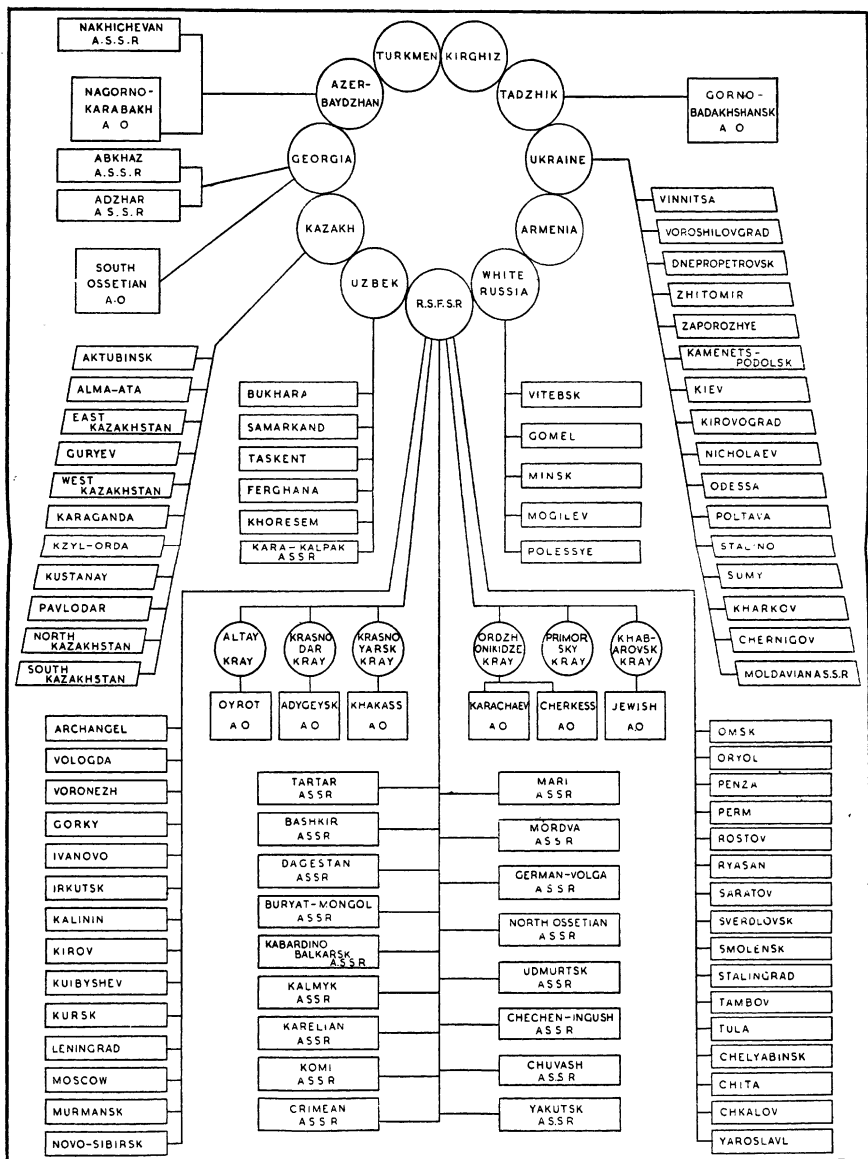 NAKHICHEVAN
A.S.S.R
NAGORNO-
KARABAKH
A O
ABKHAZ
A.S.S.R
ADZHAR
A S.S.R
SOUTH
OSSETIAN
A-O
TURKMEN
KIRGHIZ
AZER-
BAYDZHAN
TADZHIK
GEORGIA
UKRAINE
KAZAKH
ARMENIA
UZBEK
WHITE
RUSSIA
R.S.F.S.R
GORNO-
BADAKHSHANSK
A O
VINNITSA
VOROSHILOVGRAD
DNEPROPETROVSK
ZHITOMIR
ZAPOROZHYE
KAMENETS-
PODOLSK
KIEV
KIROVOGRAD
NICHOLAEV
ODESSA
POLTAVA
STALINO
SUMY
KHARKOV
CHERNIGOV
MOLDAVIAN A S.S.R
AKTUBINSK
ALMA-ATA
EAST
KAZAKHSTAN
GURYEV
WEST
KAZAKHSTAN
KARAGANDA
KZYL-ORDA
KUSTANAY
PAVLODAR
NORTH
KAZAKHSTAN
SOUTH
KAZAKHSTAN
BUKHARA
SAMARKAND
TASKENT
FERGHANA
KHORESEM
KARA-KALPAK
ASSR
VITEBSK
GOMEL
MINSK
MOGILEV
POLESSYE
ALTAY
KRAY
KRASNO
DAR
KRAY
KRASNO
YARSK
KRAY
ORDZH
ONIKIDZE
KRAY
PRIMOR
SKY
KRAY
KHAB-
AROVSK
KRAY
OYROT
A O
ADYGEYSK
A O
KHAKASS
A O
KARACHAEV
A O
CHERKESS
A O
JEWISH
A O
ARCHANGEL
VOLOGDA
VORONEZH
GORKY
IVANOVO
IRKUTSK
KALININ
KIROV
KUIBYSHEV
KURSK
LENINGRAD
MOSCOW
MURMANSK
NOVO-SIBIRSK
TARTAR
ASSR
BASHKIR
ASSR
DAGESTAN
ASSR
BURYAT-MONGOL
ASSR
KABARDINO
BALKARSK
A.S.S R
KALMYK
ASSR
KARELIAN
ASSR
KOMI
ASSR
CRIMEAN
ASSR
MARI
ASSR
MORDVA
ASSR
GERMAN-VOLGA
ASSR
NORTH OSSETIAN
ASSR
UDMURTSK
ASSR
CHECHEN-INGUSH
ASSR
CHUVASH
A.S.S R
YAKUTSK
A.S.S R
OMSK
ORYOL
PENZA
PERM
ROSTOV
RYASAN
SARATOV
SVERDLOVSK
SMOLENSK
STALINGRAD
TAMBOV
TULA
CHELYABINSK
CHITA
CHKALOV
YAROSLAVL